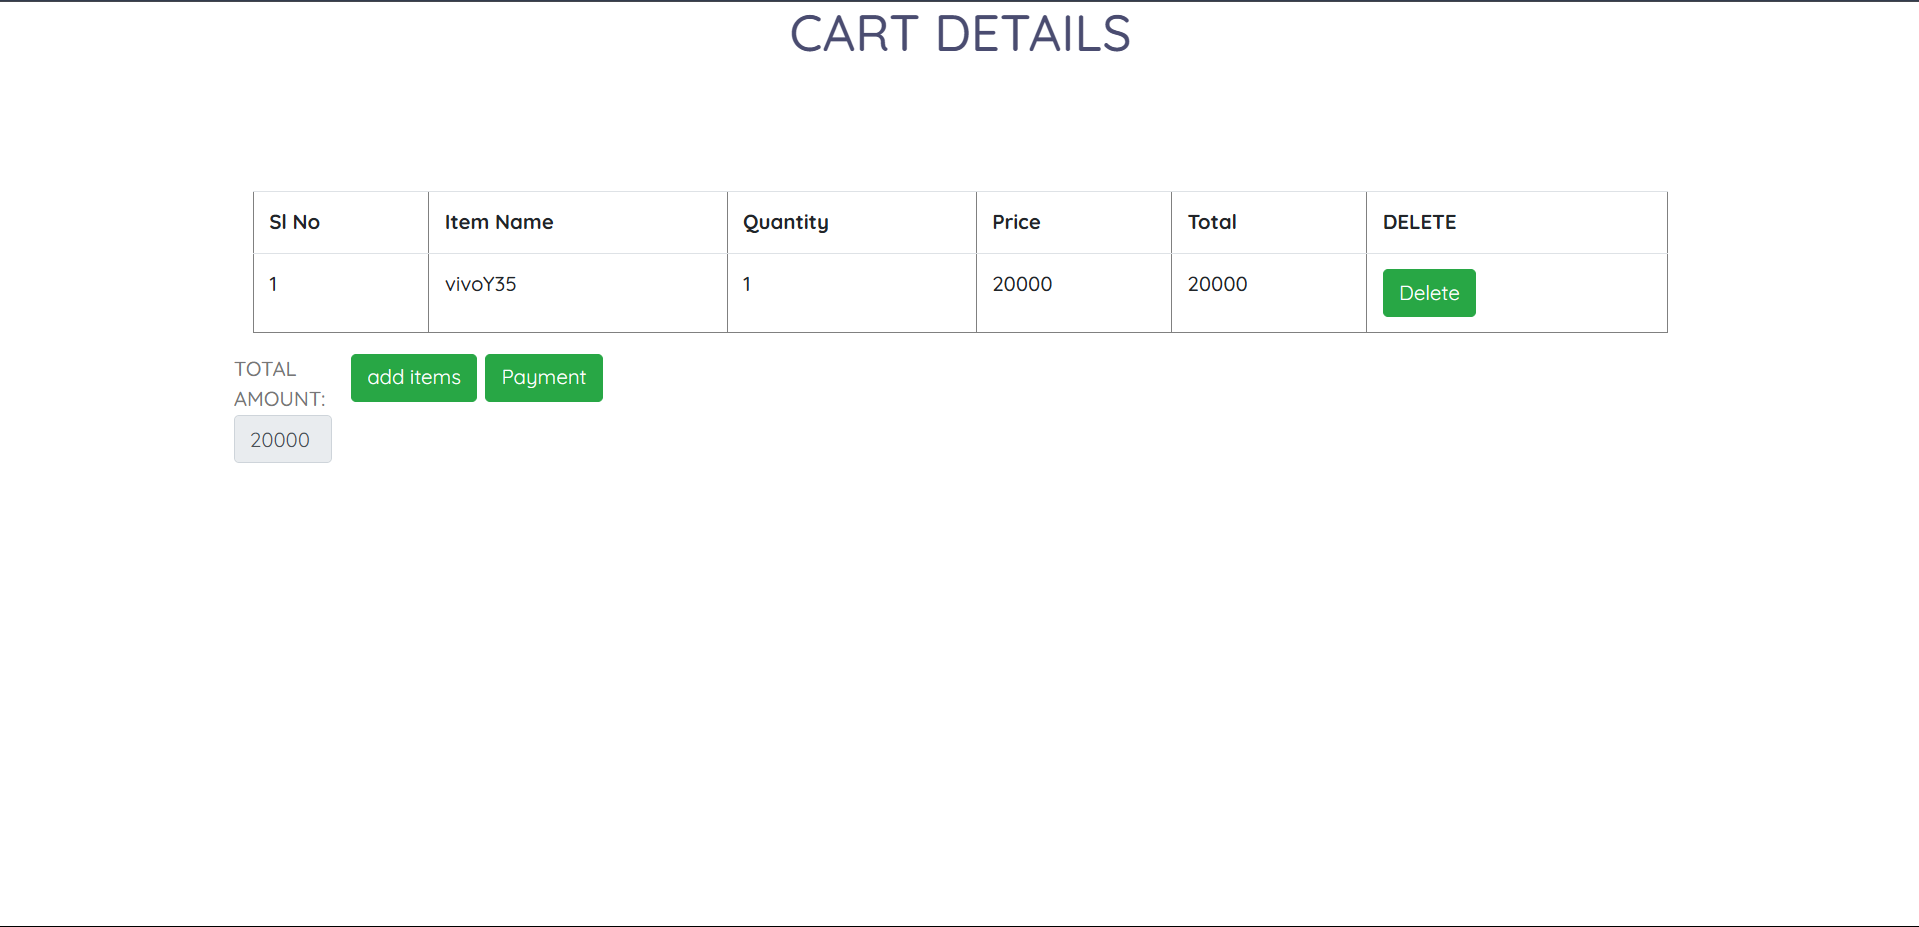 CART DETAILS
Sl No Item Name Quantity Price Total DELETE
1 vivoY35 1 20000 20000 Delete
TOTAL AMOUNT: add items Payment
20000